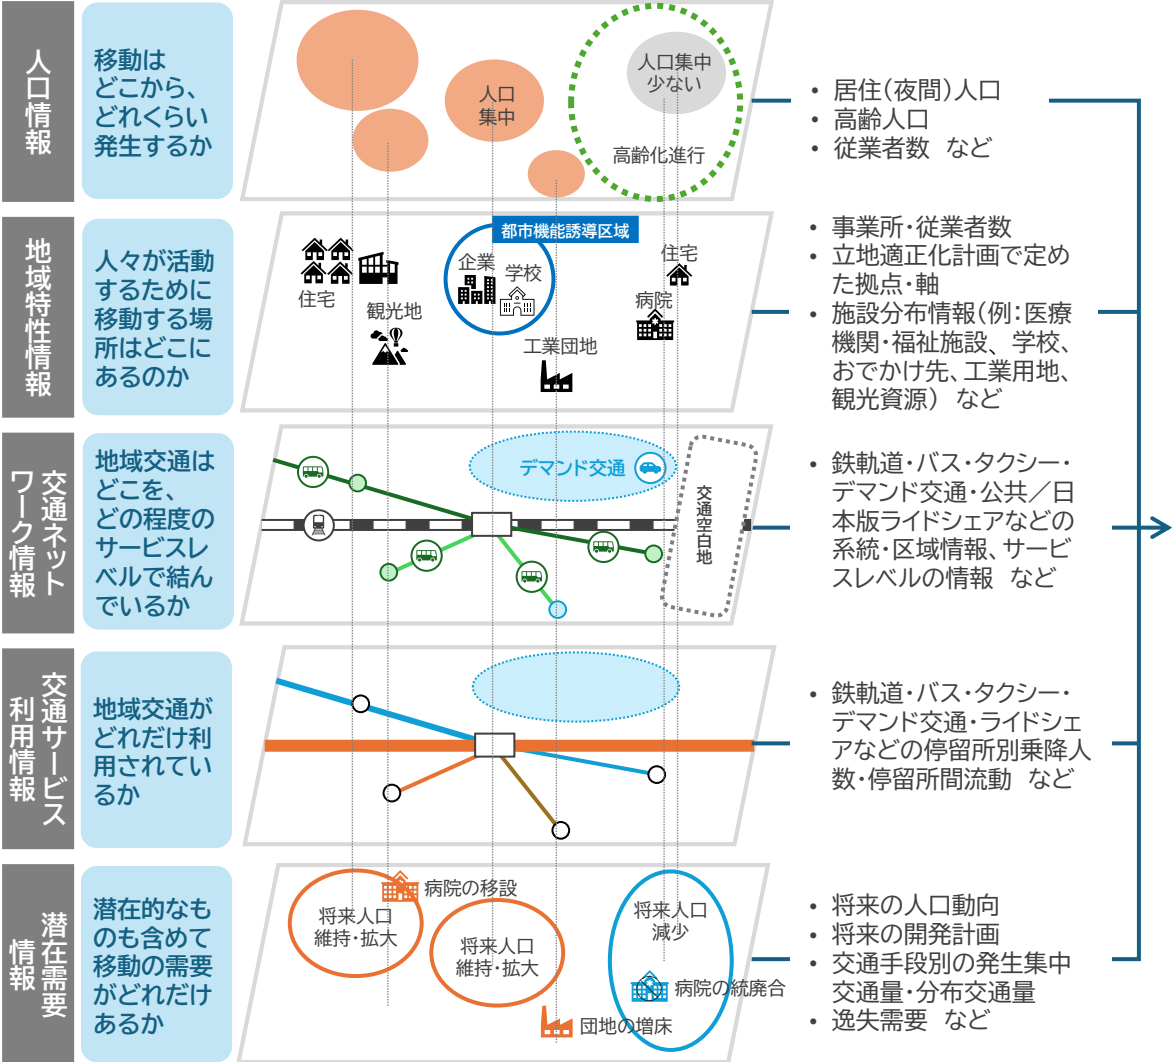 人口情報
移動は
どこから、
どれくらい
発生するか
人口
集中
人口集中
少ない
高齢化進行
• 居住(夜間)人口
• 高齢人口
• 従業者数 など
地域特性情報
人々が活動
するために
移動する場
所はどこに
あるのか
住宅
観光地
都市機能誘導区域
企業
学校
工業団地
住宅
病院
• 事業所・従業者数
• 立地適正化計画で定め
た拠点・軸
• 施設分布情報(例:医療
機関・福祉施設、学校、
おでかけ先、工業用地、
観光資源) など
交通ネット
ワーク情報
地域交通は
どこを、
どの程度の
サービスレ
ベルで結ん
でいるか
デマンド交通
交通空白地
• 鉄軌道・バス・タクシー・
デマンド交通・公共/日
本版ライドシェアなどの
系統・区域情報、サービ
スレベルの情報 など
交通サービス
利用情報
地域交通が
どれだけ利
用されてい
るか
• 鉄軌道・バス・タクシー・
デマンド交通・ライドシェ
アなどの停留所別乗降人
数・停留所間流動 など
潜在需要
情報
潜在的なも
のも含めて
移動の需要
がどれだけ
あるか
病院の移設
将来人口
維持・拡大
将来人口
維持・拡大
団地の増床
将来人口
減少
病院の統廃合
• 将来の人口動向
• 将来の開発計画
• 交通手段別の発生集中
交通量・分布交通量
• 逸失需要 など